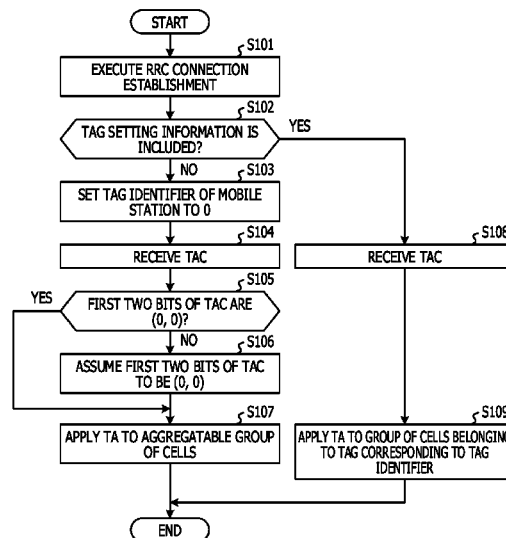 START
S101
EXECUTE RRC CONNECTION
ESTABLISHMENT
S102
TAG SETTING INFORMATION IS
INCLUDED?
YES
NO
S103
SET TAG IDENTIFIER OF MOBILE
STATION TO 0
S104
RECEIVE TAC
S108
RECEIVE TAC
S105
YES
FIRST TWO BITS OF TAC ARE
(0, 0)?
NO
S106
ASSUME FIRST TWO BITS OF TAC
TO BE (0, 0)
S107
APPLY TA TO AGGREGATABLE GROUP
OF CELLS
S109
APPLY TA TO GROUP OF CELLS BELONGING
TO TAG CORRESPONDING TO TAG
IDENTIFIER
END